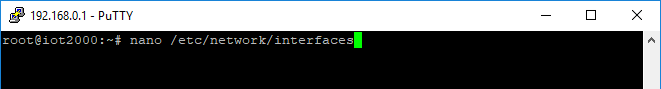 192.168.0.1 - PuTTY
root@iot2000:~# nano /etc/network/interfaces